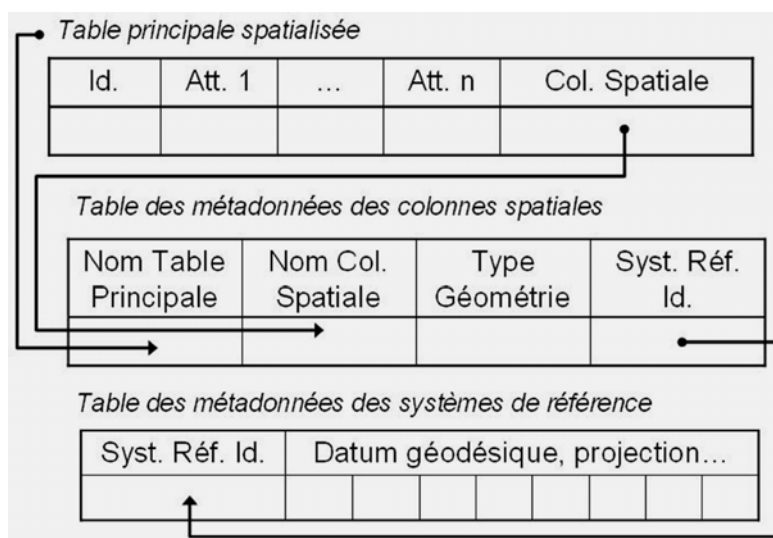 Table principale spatialisée
Id. Att. 1 ... Att. n Col. Spatiale
Table des métadonnées des colonnes spatiales
Nom Table Nom Col. Type Syst. Réf.
Principale Spatiale Géométrie Id.
Table des métadonnées des systèmes de référence
Syst. Réf. Id. Datum géodésique, projection...